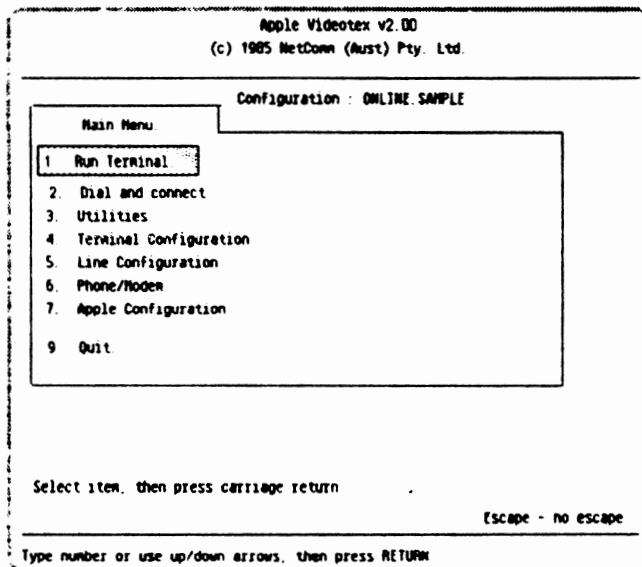 Apple Videotex v2.00
(c) 1985 NetComm (Aust) Pty. Ltd.
Configuration : ONLINE.SAMPLE
Main Menu.
1 Run Terminal.
2. Dial and connect
3. Utilities
4. Terminal Configuration
5. Line Configuration
6. Phone/Modem
7. Apple Configuration
9 Quit.
Select item, then press carriage return .
Escape - no escape
Type number or use up/down arrows, then press RETURN